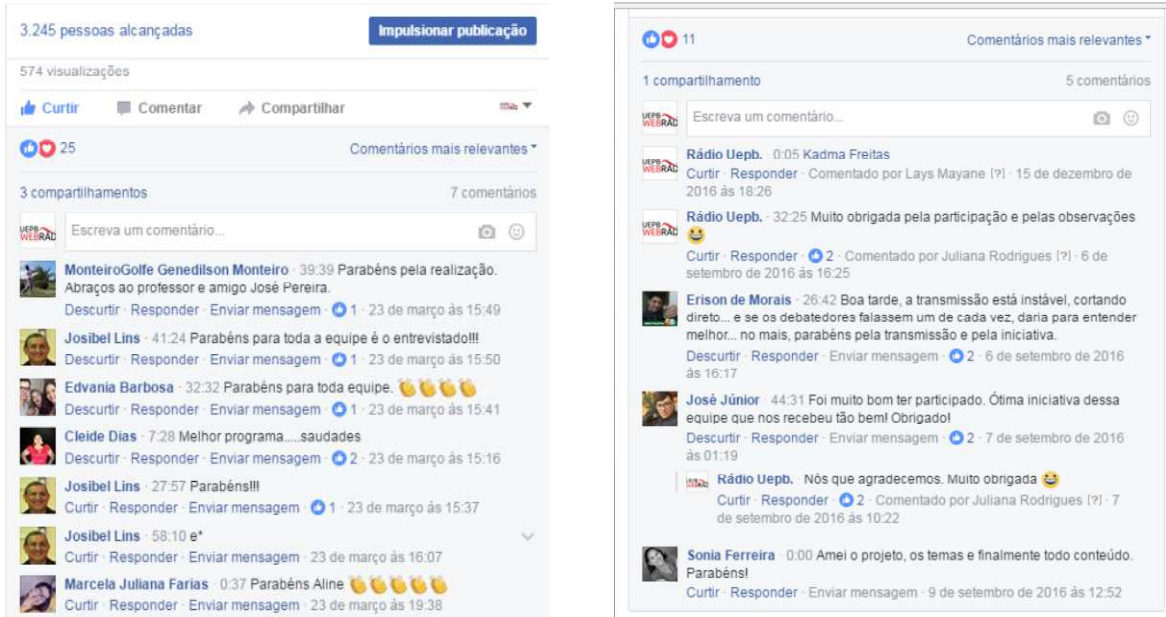 3.245 pessoas alcançadas
Impulsionar publicação
574 visualizações
Curtir Comentar Compartilhar
25 Comentários mais relevantes
3 compartilhamentos 7 comentários
UEPB WEBRÁD
Escreva um comentário...
MonteiroGolfe Genedilson Monteiro · 39:39 Parabéns pela realização.
Abraços ao professor e amigo José Pereira.
Descurtir · Responder · Enviar mensagem · 1 · 23 de março às 15:49
Josibel Lins · 41:24 Parabéns para toda a equipe é o entrevistado!!!
Descurtir · Responder · Enviar mensagem · 1 · 23 de março às 15:50
Edvania Barbosa · 32:32 Parabéns para toda equipe. 👏👏👏👏
Descurtir · Responder · Enviar mensagem · 1 · 23 de março às 15:41
Cleide Dias · 7:28 Melhor programa.....saudades
Descurtir · Responder · Enviar mensagem · 2 · 23 de março às 15:16
Josibel Lins · 27:57 Parabéns!!!
Curtir · Responder · Enviar mensagem · 1 · 23 de março às 15:37
Josibel Lins · 58:10 e*
Curtir · Responder · Enviar mensagem · 23 de março às 16:07
Marcela Juliana Farias · 0:37 Parabéns Aline 👏👏👏👏👏
Curtir · Responder · Enviar mensagem · 23 de março às 19:38
11 Comentários mais relevantes
1 compartilhamento 5 comentários
UEPB WEBRÁD
Escreva um comentário...
UEPB WEBRÁD
Rádio Uepb. · 0:05 Kadma Freitas
Curtir · Responder · Comentado por Lays Mayane [?] · 15 de dezembro de
2016 às 18:26
UEPB WEBRÁD
Rádio Uepb. · 32:25 Muito obrigada pela participação e pelas observações
😆
Curtir · Responder · 2 · Comentado por Juliana Rodrigues [?] · 6 de
setembro de 2016 às 16:25
Erison de Morais · 26:42 Boa tarde, a transmissão está instável, cortando
direto... e se os debatedores falassem um de cada vez, daria para entender
melhor... no mais, parabéns pela transmissão e pela iniciativa.
Descurtir · Responder · Enviar mensagem · 2 · 6 de setembro de 2016
às 16:17
José Júnior · 44:31 Foi muito bom ter participado. Ótima iniciativa dessa
equipe que nos recebeu tão bem! Obrigado!
Descurtir · Responder · Enviar mensagem · 2 · 7 de setembro de 2016
às 01:19
Rádio Uepb. · Nós que agradecemos. Muito obrigada 😆
Curtir · Responder · 2 · Comentado por Juliana Rodrigues [?] · 7
de setembro de 2016 às 10:22
Sonia Ferreira · 0:00 Amei o projeto, os temas e finalmente todo conteúdo.
Parabéns!
Curtir · Responder · Enviar mensagem · 9 de setembro de 2016 às 12:52